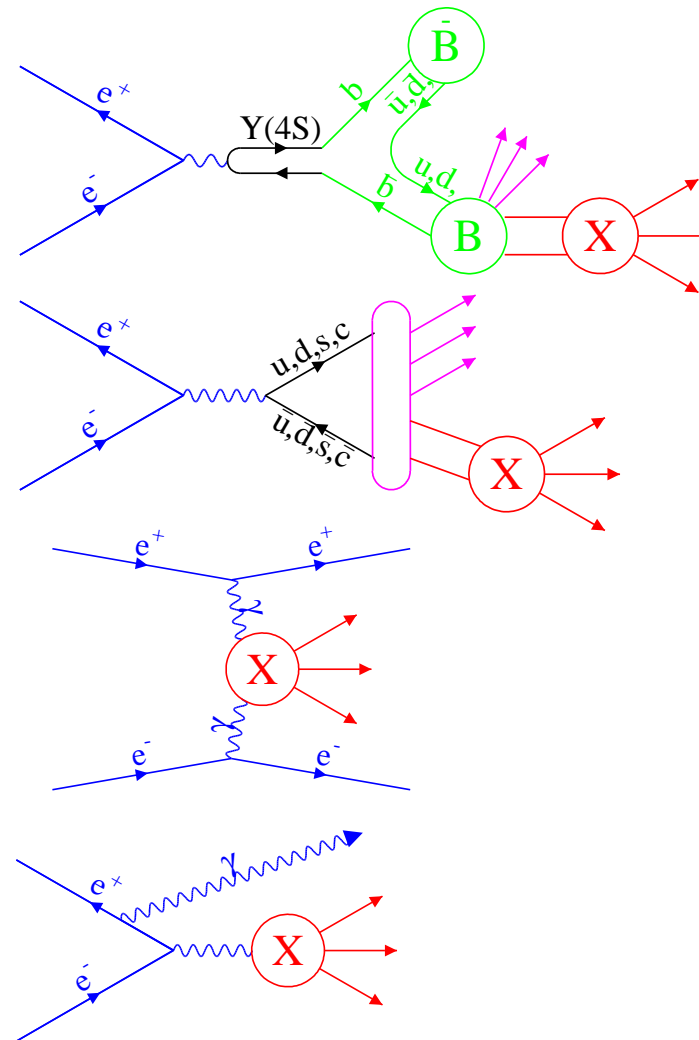 B̄
e⁺
b
ū,d̄,
Υ(4S)
u,d,
e⁻
b̄
B
X
e⁺
u,d,s,c
e⁻
ū,d̄,s̄,c̄
X
e⁺
e⁺
γ
X
γ
e⁻
e⁻
γ
e⁺
e⁻
X